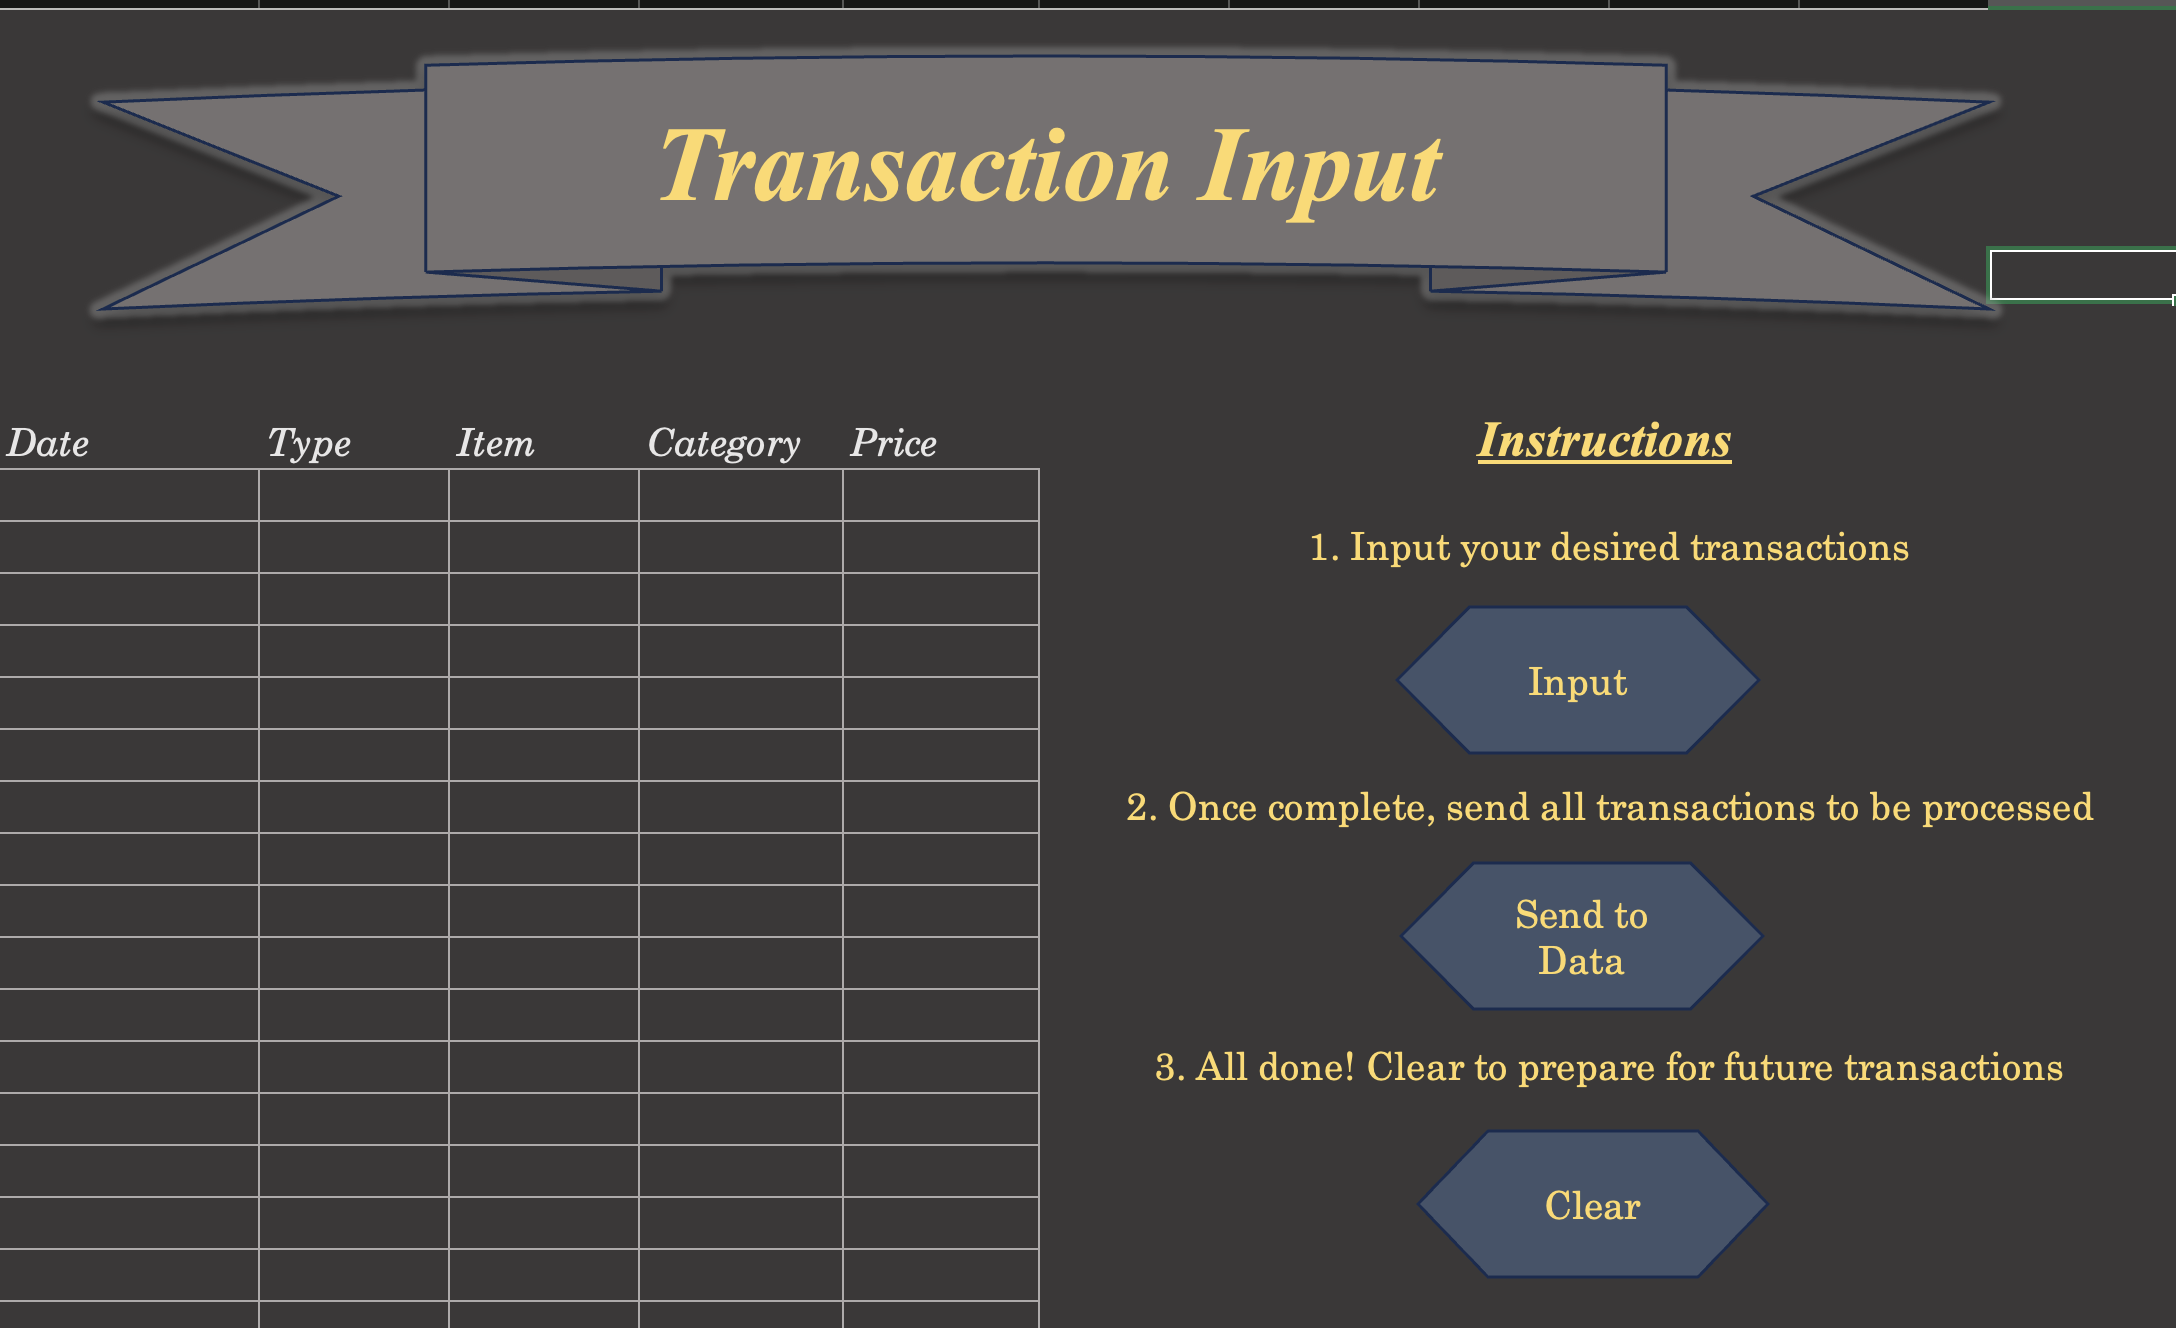 Transaction Input
Date Type Item Category Price
Instructions
1. Input your desired transactions
Input
2. Once complete, send all transactions to be processed
Send to
Data
3. All done! Clear to prepare for future transactions
Clear